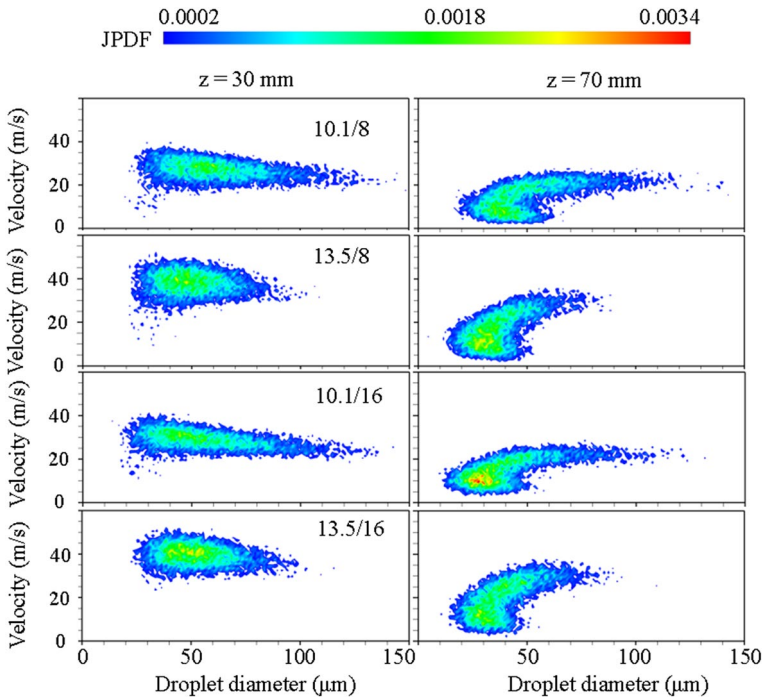 0.0002 0.0018 0.0034
JPDF
z = 30 mm z = 70 mm
Velocity (m/s)
40
20
0
10.1/8
Velocity (m/s)
40
20
0
13.5/8
Velocity (m/s)
40
20
0
10.1/16
Velocity (m/s)
40
20
0
13.5/16
0 50 100 150 50 100 150
Droplet diameter (μm) Droplet diameter (μm)